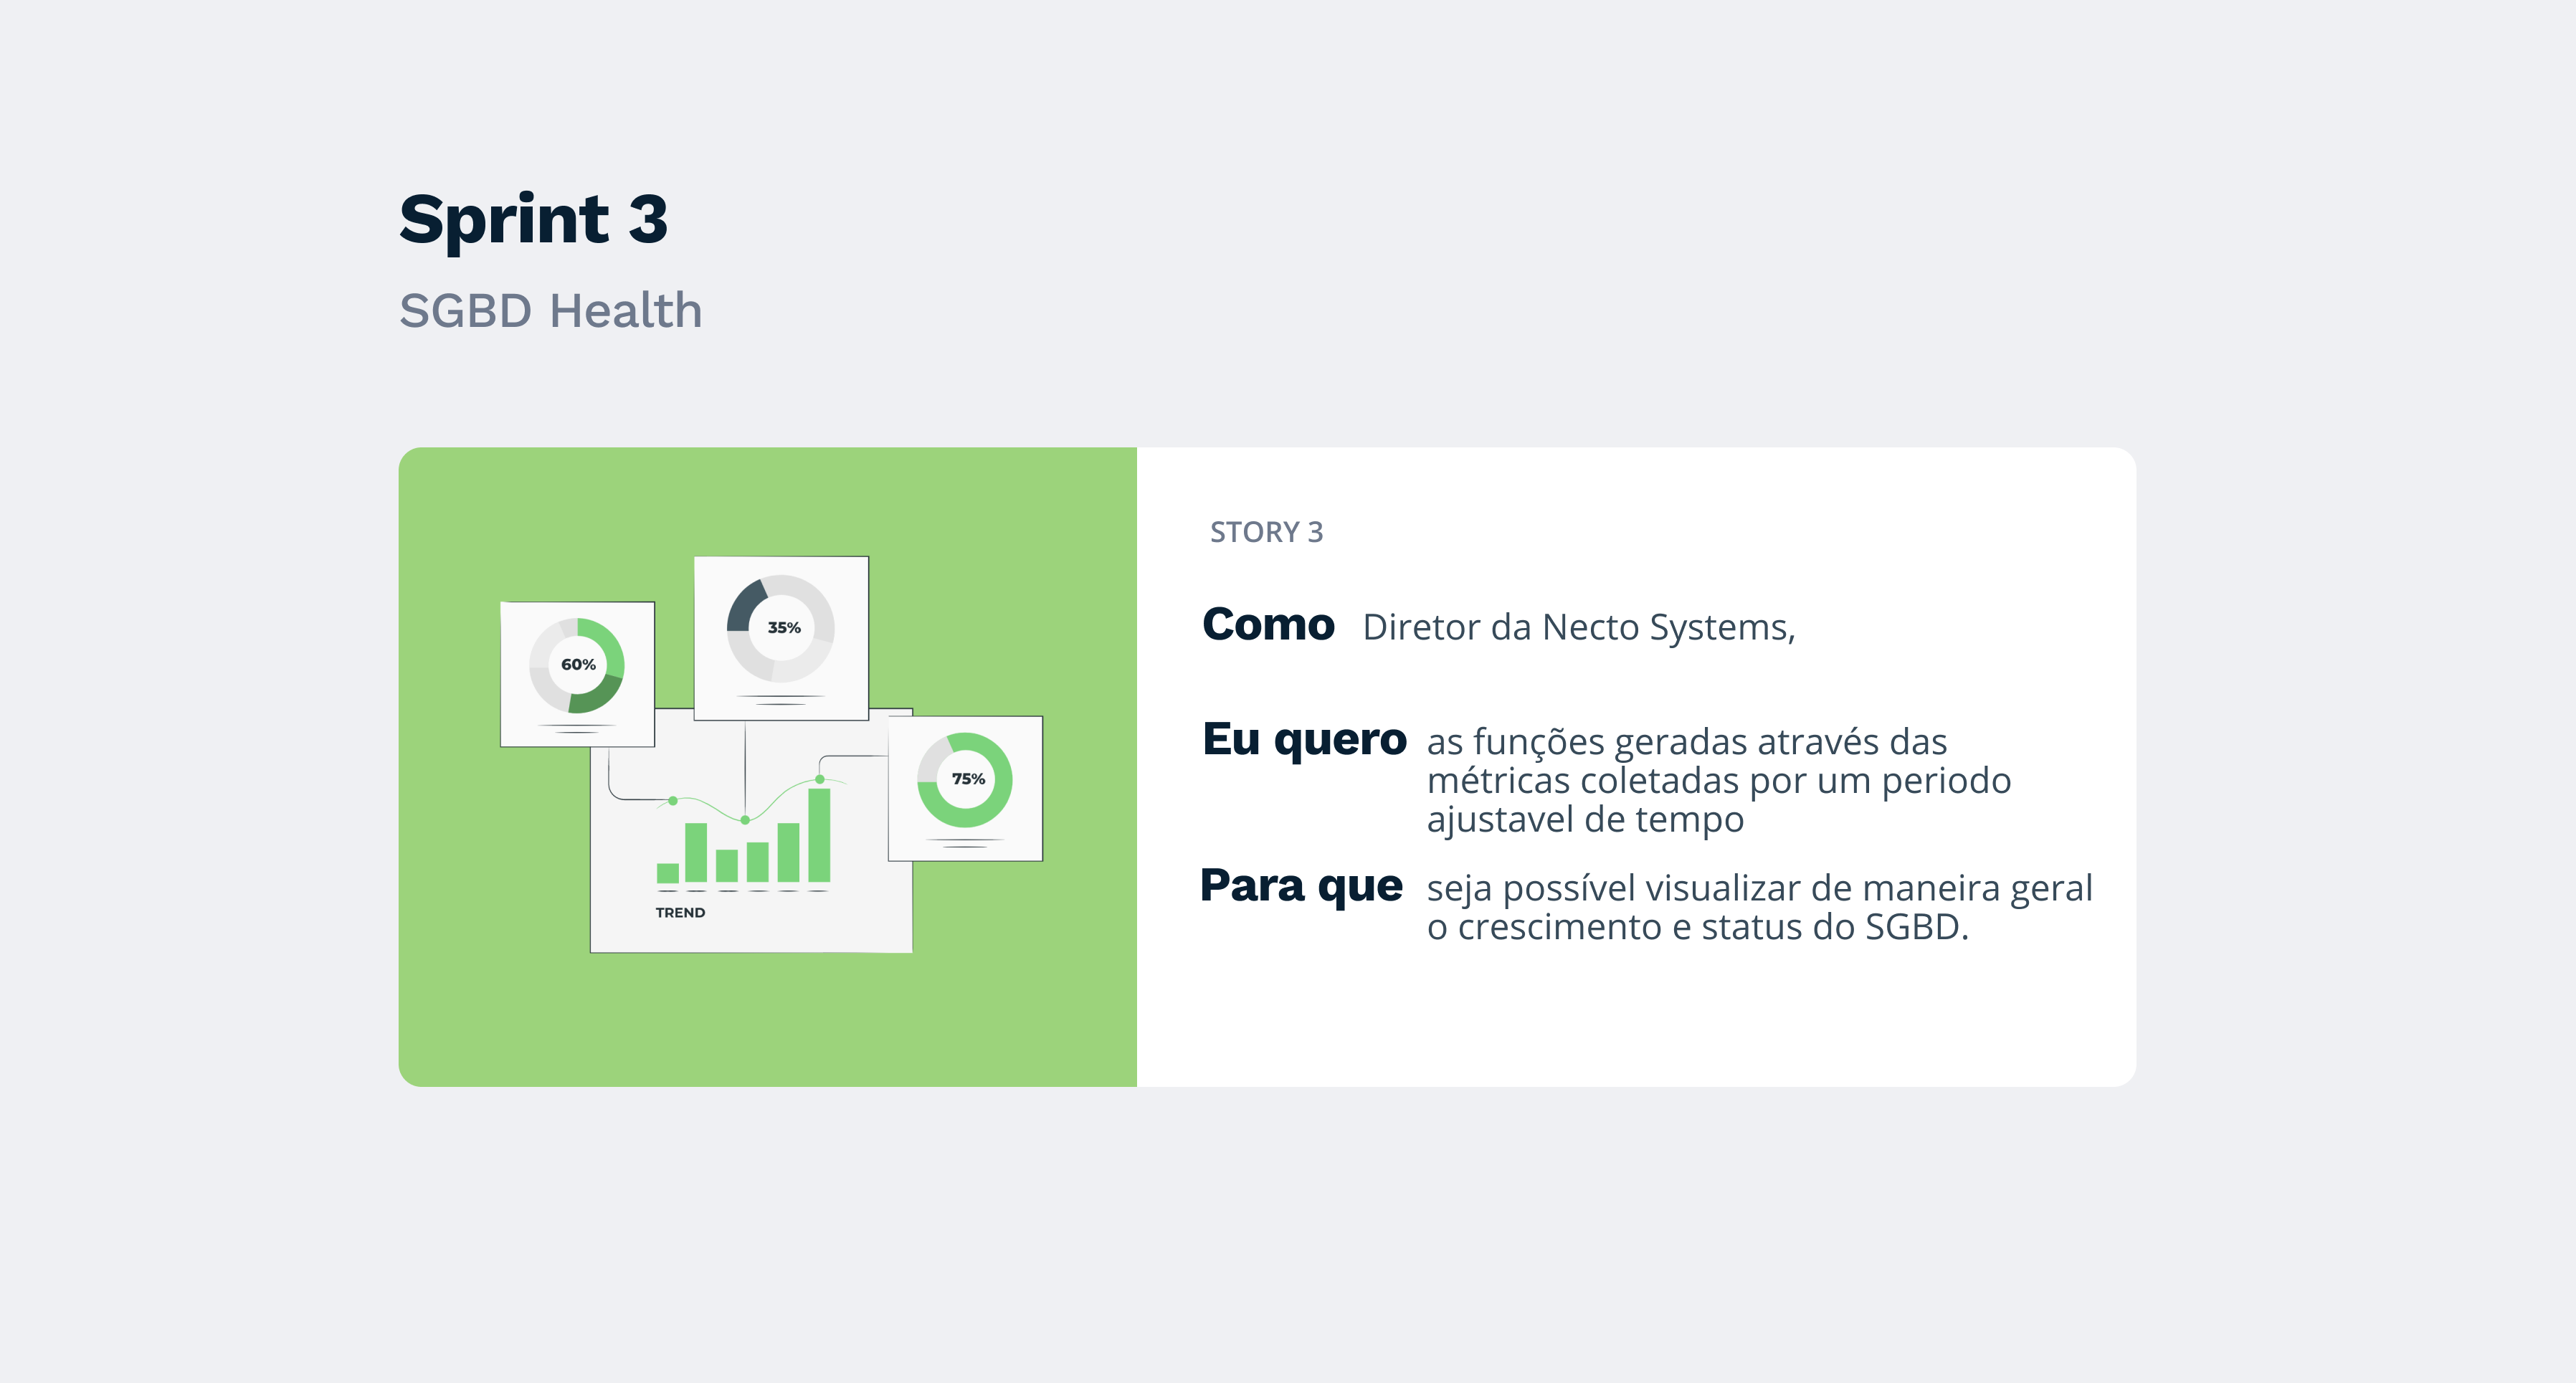 Sprint 3
SGBD Health
60%
35%
75%
TREND
STORY 3
Como Diretor da Necto Systems,
Eu quero as funções geradas através das
métricas coletadas por um periodo
ajustavel de tempo
Para que seja possível visualizar de maneira geral
o crescimento e status do SGBD.